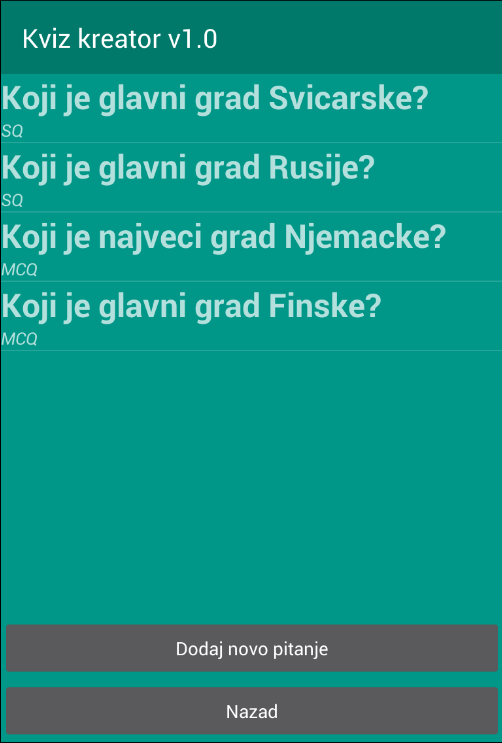 Kviz kreator v1.0
Koji je glavni grad Svicarske?
SQ
Koji je glavni grad Rusije?
SQ
Koji je najveci grad Njemacke?
MCQ
Koji je glavni grad Finske?
MCQ
Dodaj novo pitanje
Nazad